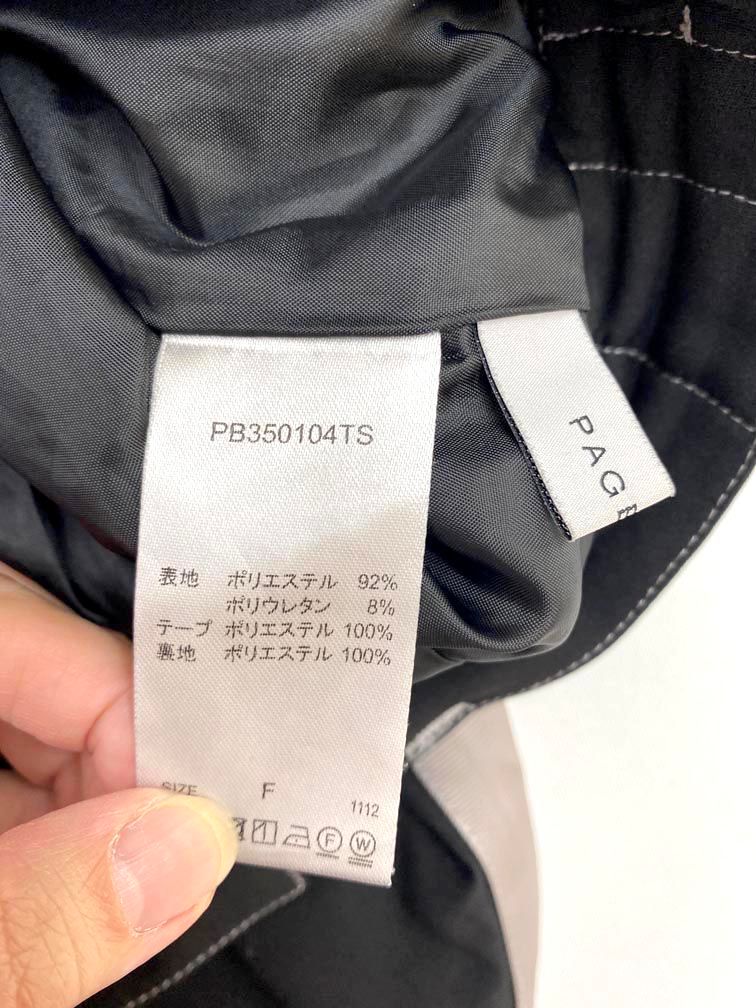 PB350104TS
表地 ポリエステル 92%
ポリウレタン 8%
テープ ポリエステル 100%
裏地 ポリエステル 100%
SIZE F
1112
F W
PAGE